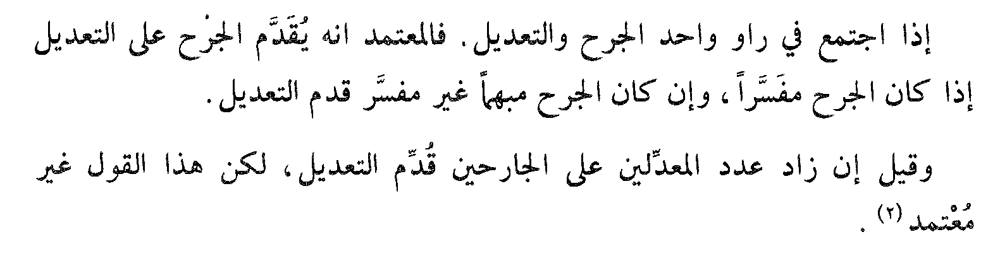 إذا اجتمع في راو واحد الجرح والتعديل. فالمعتمد انه يُقَدَّم الجرْح على التعديل
إذا كان الجرح مفَسَّراً، وإن كان الجرح مبهماً غير مفسَّر قدم التعديل.
وقيل إن زاد عدد المعدِّلين على الجارحين قُدِّم التعديل، لكن هذا القول غير
مُعْتمد (٢) .